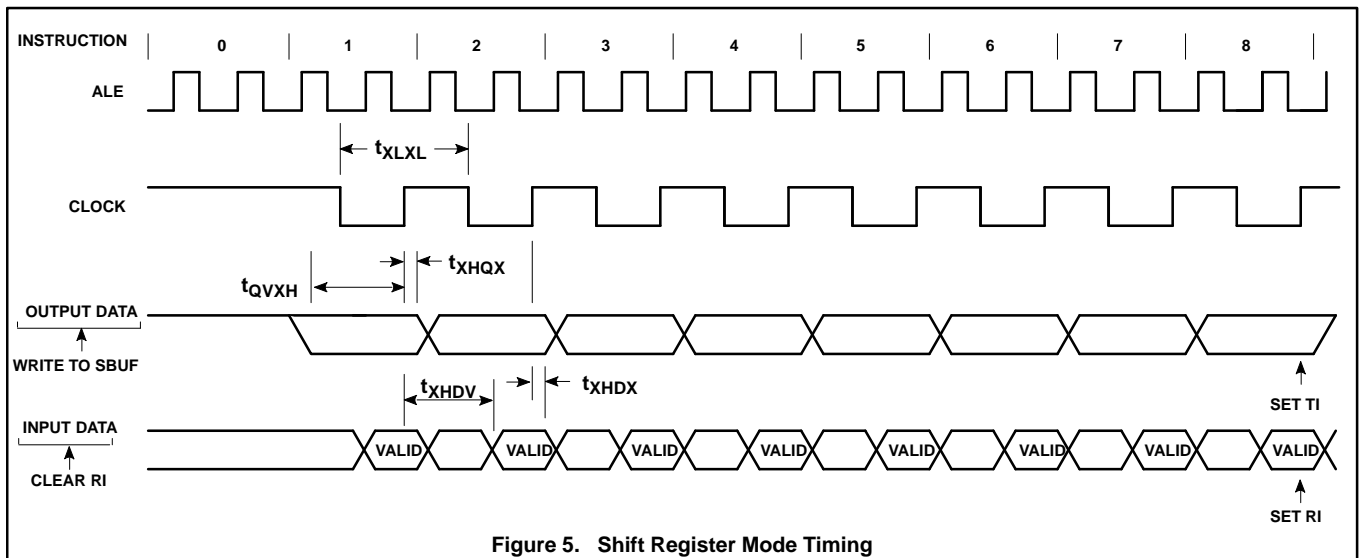 INSTRUCTION 0 1 2 3 4 5 6 7 8
ALE
tXLXL
CLOCK
tXHQX
tQVXH
OUTPUT DATA
WRITE TO SBUF
tXHDV
tXHDX
SET TI
INPUT DATA
VALID VALID VALID VALID VALID VALID VALID VALID
CLEAR RI
SET RI
Figure 5. Shift Register Mode Timing